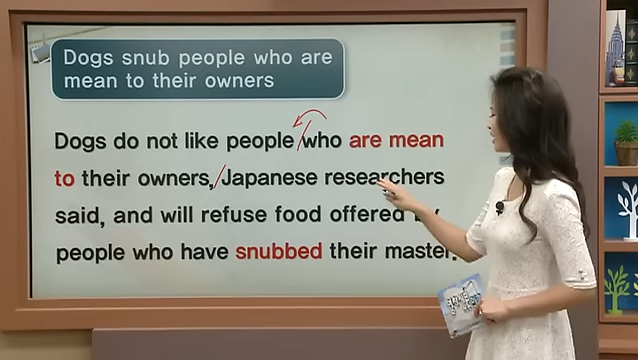 Dogs snub people who are
mean to their owners
Dogs do not like people who are mean
to their owners, Japanese researchers
said, and will refuse food offered by
people who have snubbed their master.